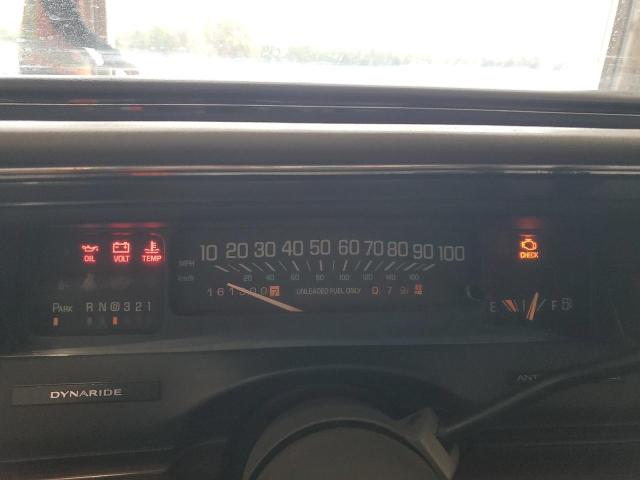 10 20 30 40 50 60 70 80 90 100
OIL VOLT TEMP
MPH
CHECK
20 40 60 80 100 120 140 160
km/h
UNLEADED FUEL ONLY
PARK R N D 3 2 1
E F
DYNARIDE
ANT